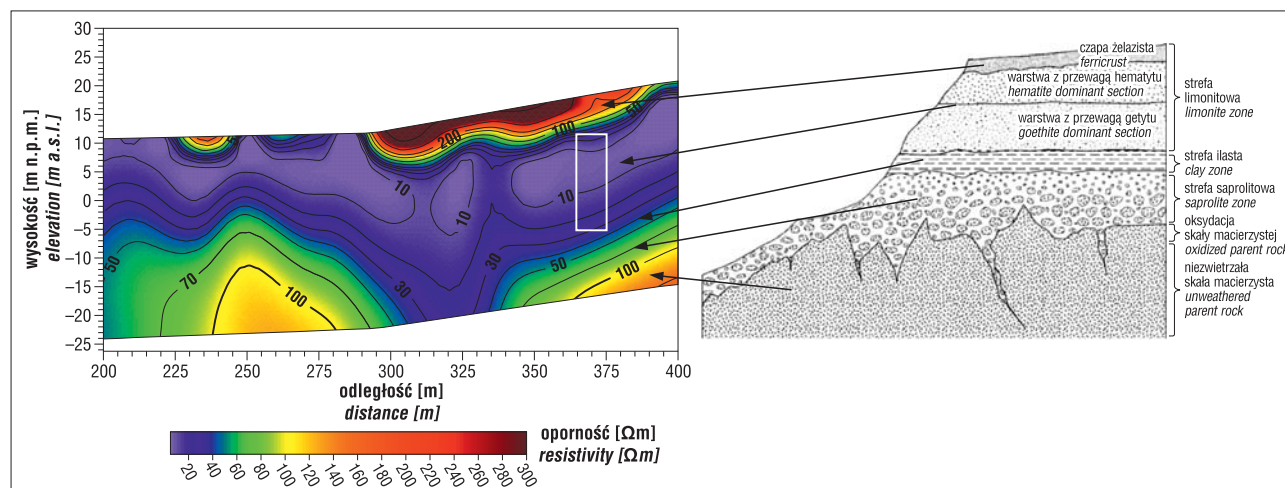 30
25
20
15
10
5
0
–5
–10
–15
–20
–25
wysokość [m n.p.m.]
elevation [m a.s.l.]
200
225
250
275
300
325
350
375
400
odległość [m]
distance [m]
50
70
100
10
200
10
30
30
100
50
10
50
100
20
40
60
80
100
120
140
160
180
200
220
240
260
280
300
oporność [Ωm]
resistivity [Ωm]
czapa żelazista
ferricrust
warstwa z przewagą hematytu
hematite dominant section
warstwa z przewagą getytu
goethite dominant section
strefa
limonitowa
limonite zone
strefa ilasta
clay zone
strefa saprolitowa
saprolite zone
oksydacja
skały macierzystej
oxidized parent rock
niezwietrzała
skała macierzysta
unweathered
parent rock